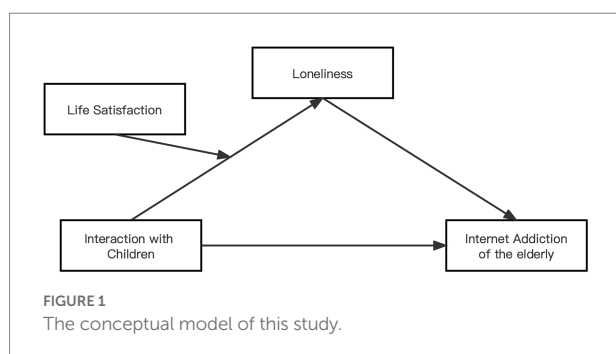 Loneliness
Life Satisfaction
Interaction with
Children
Internet Addiction
of the elderly
FIGURE 1
The conceptual model of this study.